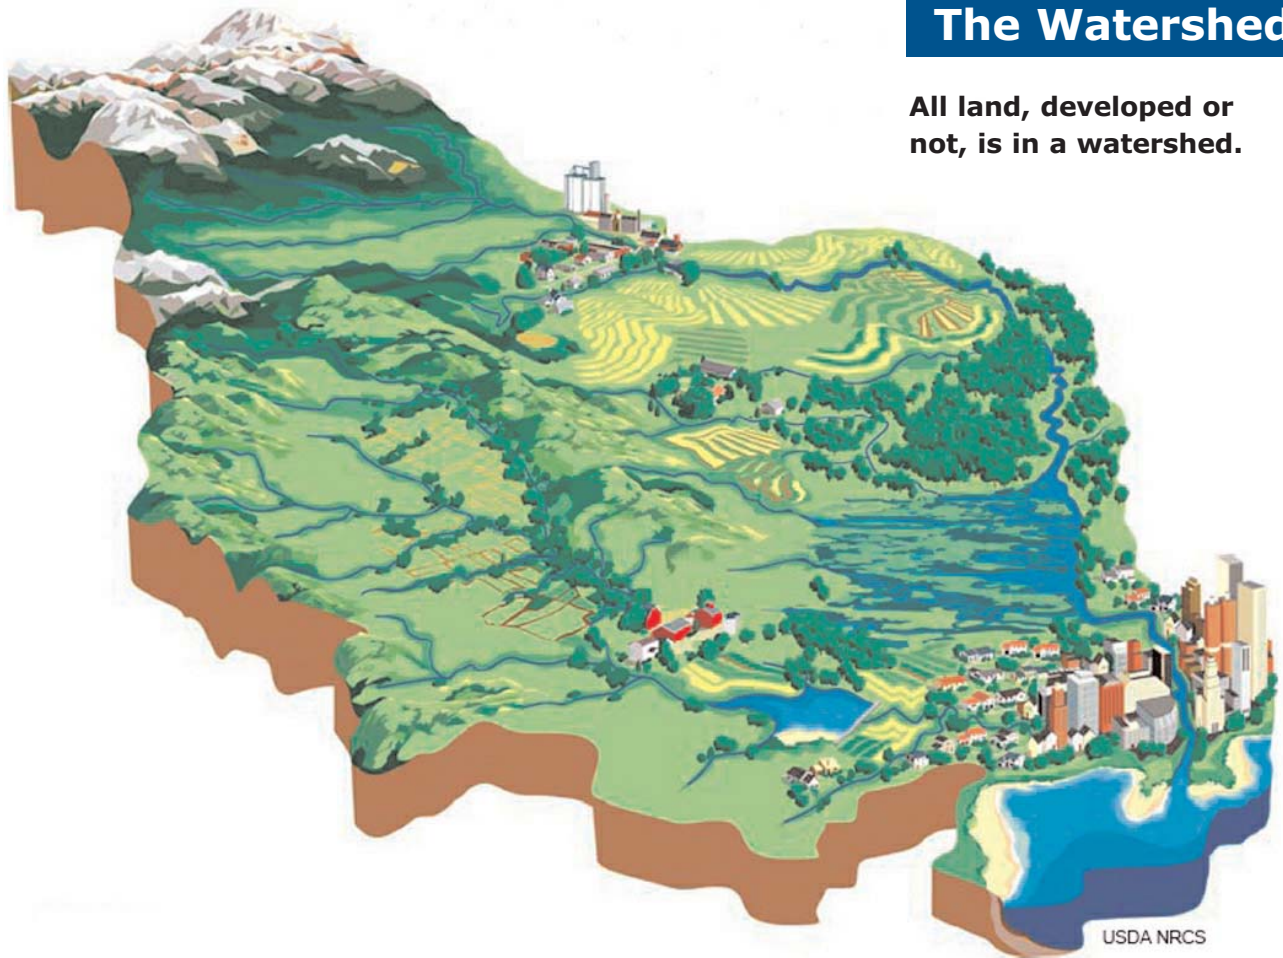 The Watershed
All land, developed or
not, is in a watershed.
USDA NRCS